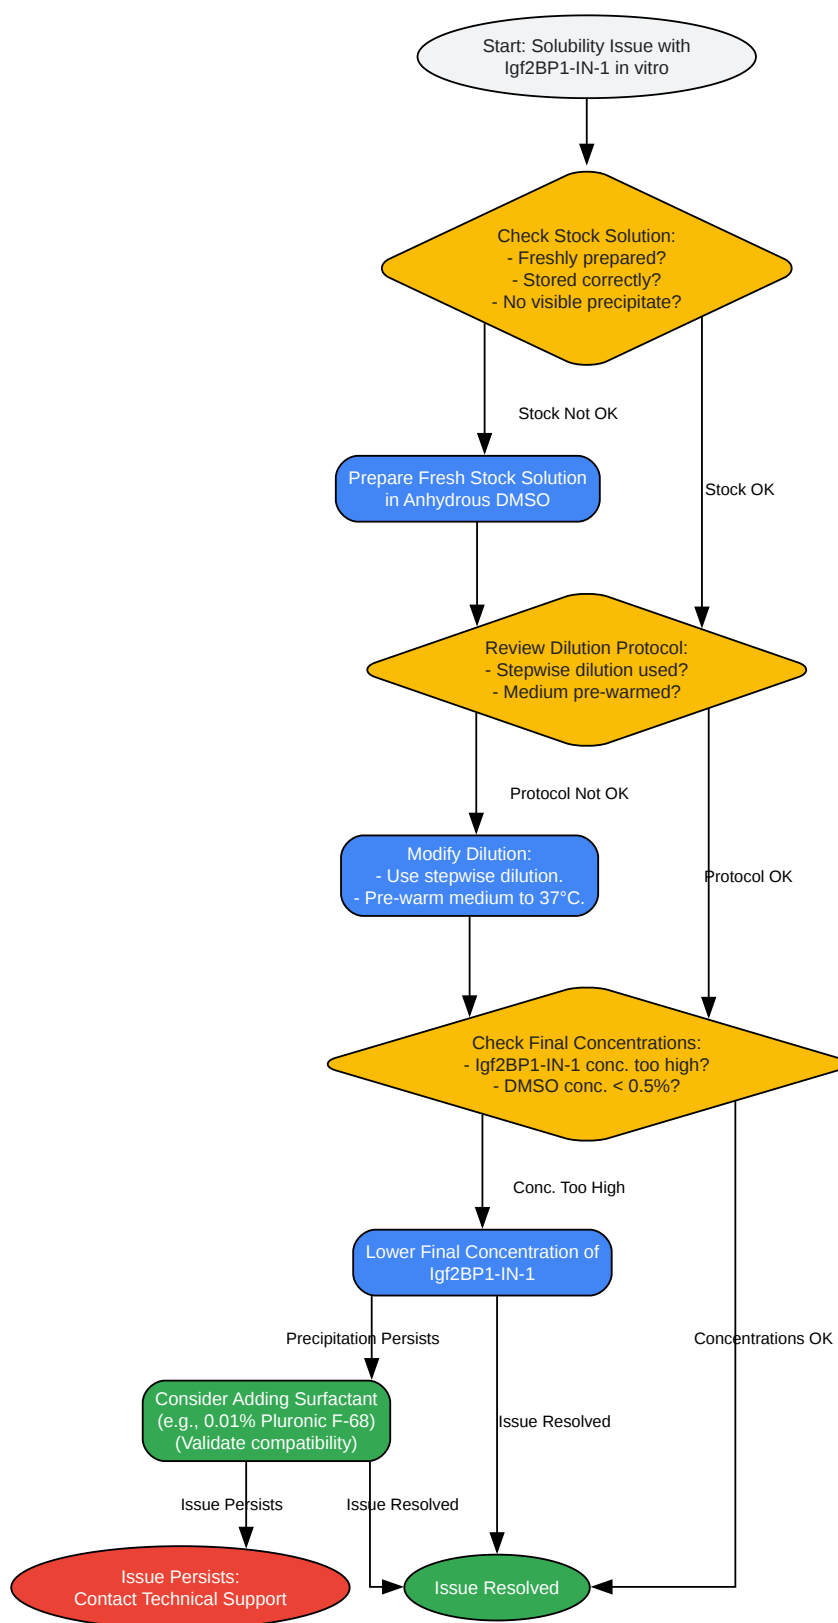 Start: Solubility Issue with
Igf2BP1-IN-1 in vitro
Check Stock Solution:
- Freshly prepared?
- Stored correctly?
- No visible precipitate?
Stock Not OK
Prepare Fresh Stock Solution
in Anhydrous DMSO
Stock OK
Review Dilution Protocol:
- Stepwise dilution used?
- Medium pre-warmed?
Protocol Not OK
Modify Dilution:
- Use stepwise dilution.
- Pre-warm medium to 37°C.
Protocol OK
Check Final Concentrations:
- Igf2BP1-IN-1 conc. too high?
- DMSO conc. < 0.5%?
Conc. Too High
Lower Final Concentration of
Igf2BP1-IN-1
Precipitation Persists
Concentrations OK
Consider Adding Surfactant
(e.g., 0.01% Pluronic F-68)
(Validate compatibility)
Issue Resolved
Issue Persists
Issue Resolved
Issue Persists:
Contact Technical Support
Issue Resolved